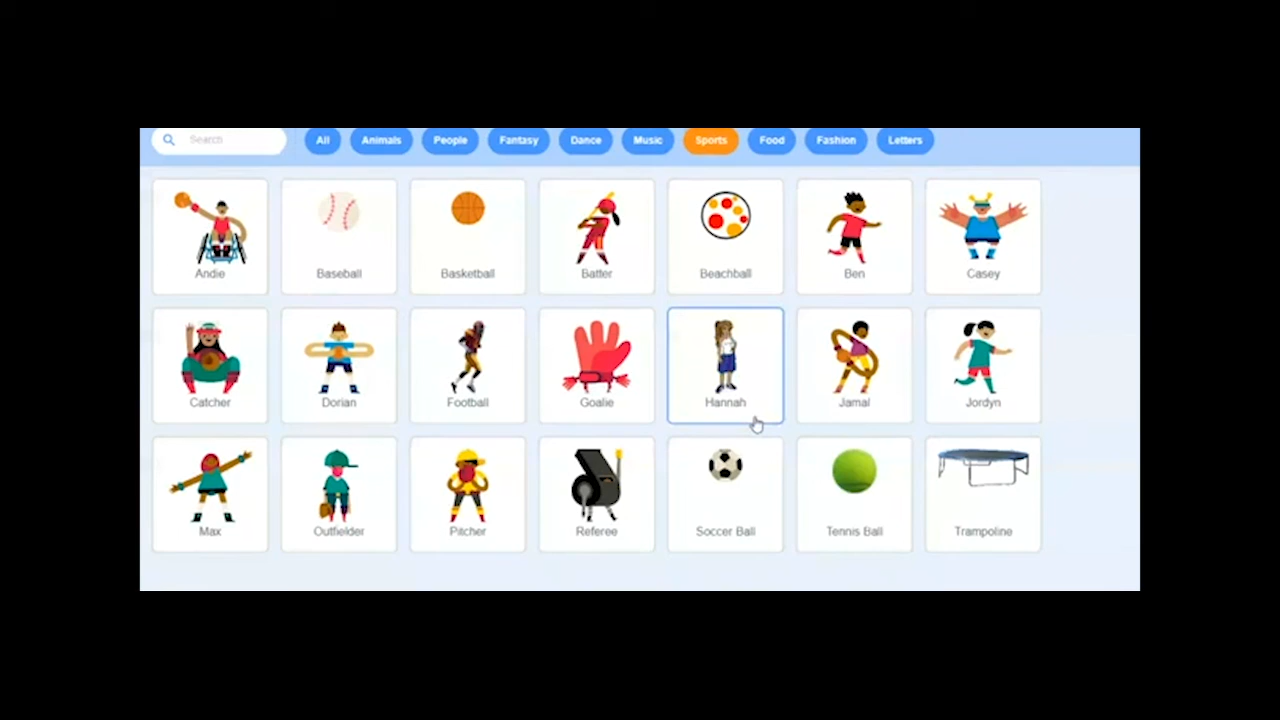 Search All Animals People Fantasy Dance Music Sports Food Fashion Letters
Andie Baseball Basketball Batter Beachball Ben Casey
Catcher Dorian Football Goalie Hannah Jamal Jordyn
Max Outfielder Pitcher Referee Soccer Ball Tennis Ball Trampoline